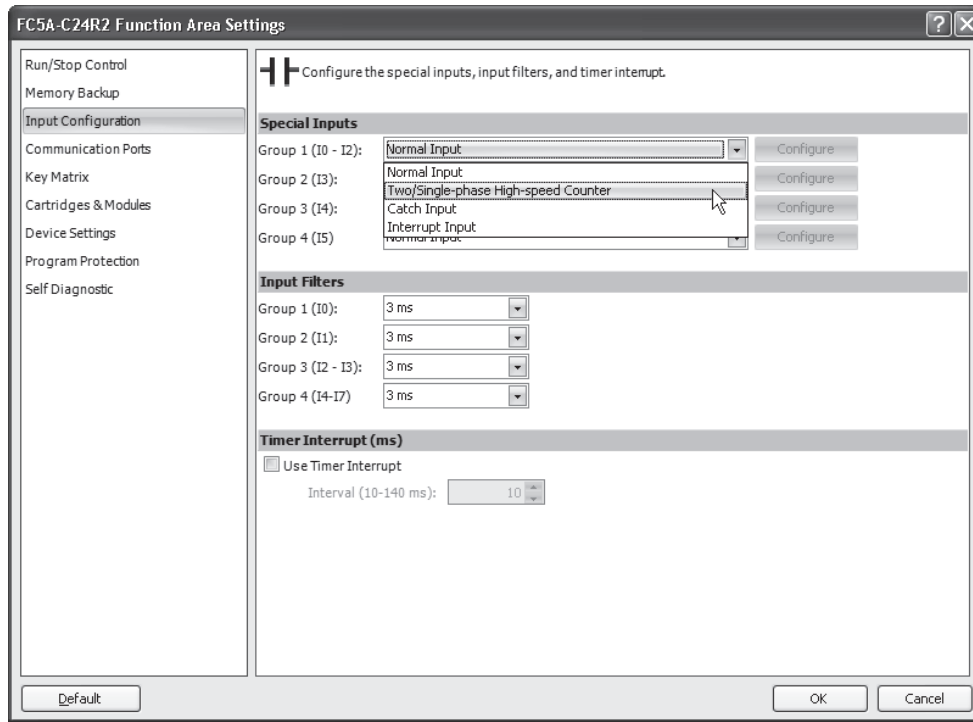 FC5A-C24R2 Function Area Settings
Run/Stop Control
Memory Backup
Input Configuration
Communication Ports
Key Matrix
Cartridges & Modules
Device Settings
Program Protection
Self Diagnostic
Configure the special inputs, input filters, and timer interrupt.
Special Inputs
Group 1 (I0 - I2): Normal Input Configure
Normal Input
Group 2 (I3): Two/Single-phase High-speed Counter Configure
Group 3 (I4): Catch Input Configure
Interrupt Input
Group 4 (I5) Normal Input Configure
Input Filters
Group 1 (I0): 3 ms
Group 2 (I1): 3 ms
Group 3 (I2 - I3): 3 ms
Group 4 (I4-I7) 3 ms
Timer Interrupt (ms)
Use Timer Interrupt
Interval (10-140 ms): 10
Default OK Cancel